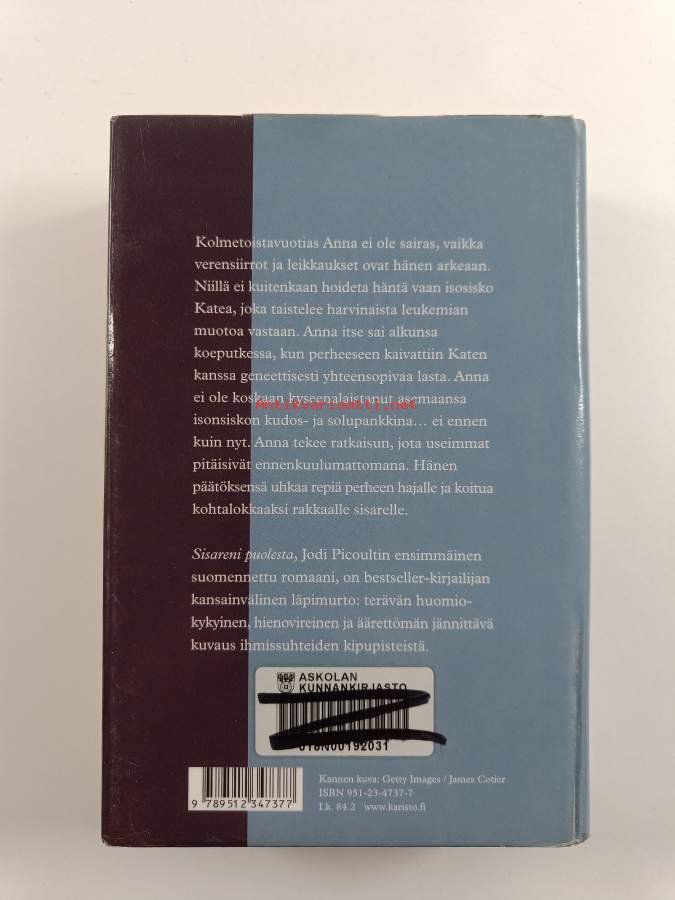 Kolmetoistavuotias Anna ei ole sairas, vaikka
verensiirrot ja leikkaukset ovat hänen arkeaan.
Niillä ei kuitenkaan hoideta häntä vaan isosisko
Katea, joka taistelee harvinaista leukemian
muotoa vastaan. Anna itse sai alkunsa
koeputkessa, kun perheeseen kaivattiin Katen
kanssa geneettisesti yhteensopivaa lasta. Anna
ei ole koskaan kyseenalaistanut asemaansa
Antikvariaatti.net
isonsiskon kudos- ja solupankkina... ei ennen
kuin nyt. Anna tekee ratkaisun, jota useimmat
pitäisivät ennenkuulumattomana. Hänen
päätöksensä uhkaa repiä perheen hajalle ja koitua
kohtalokkaaksi rakkaalle sisarelle.
Sisareni puolesta, Jodi Picoultin ensimmäinen
suomennettu romaani, on bestseller-kirjailijan
kansainvälinen läpimurto: terävän huomio-
kykyinen, hienovireinen ja äärettömän jännittävä
kuvaus ihmissuhteiden kipupisteistä.
ASKOLAN
KUNNANKIRJASTO
018N00192031
9 789512 347377
Kannen kuva: Getty Images / James Cotier
ISBN 951-23-4737-7
Lk. 84.2 www.karisto.fi